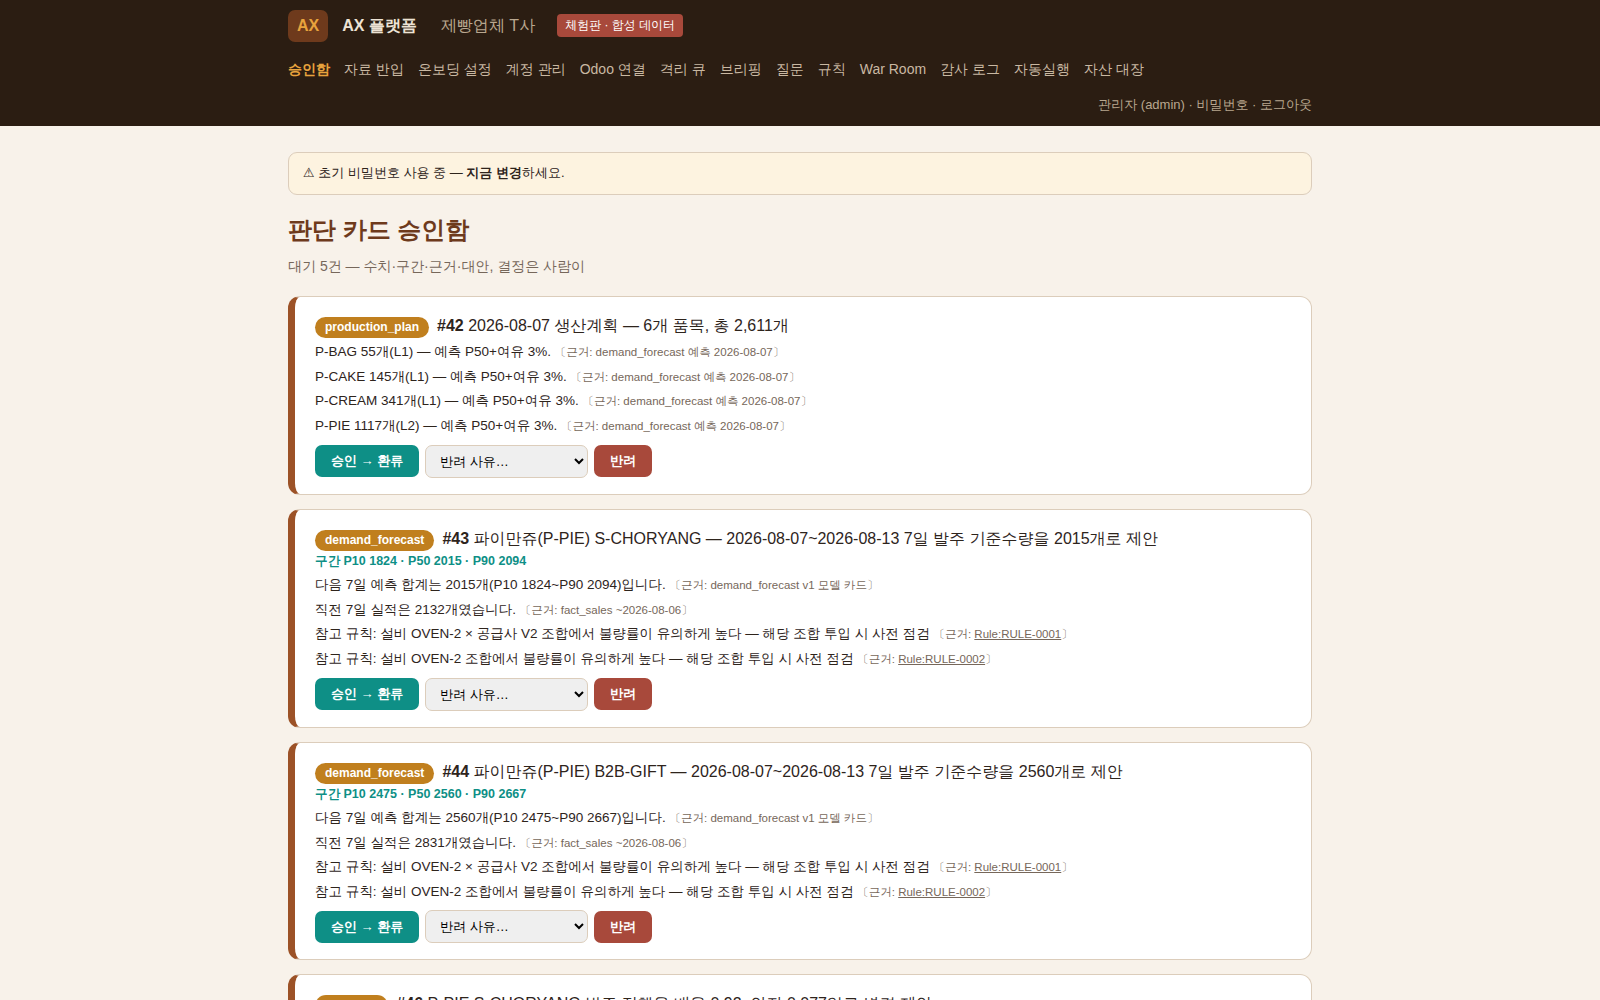 AX AX 플랫폼 제빵업체 T사 체험판 · 합성 데이터
승인함 자료 반입 온보딩 설정 계정 관리 Odoo 연결 격리 큐 브리핑 질문 규칙 War Room 감사 로그 자동실행 자산 대장
관리자 (admin) · 비밀번호 · 로그아웃
⚠ 초기 비밀번호 사용 중 — 지금 변경하세요.
판단 카드 승인함
대기 5건 — 수치·구간·근거·대안, 결정은 사람이
production_plan #42 2026-08-07 생산계획 — 6개 품목, 총 2,611개
P-BAG 55개(L1) — 예측 P50+여유 3%. 〔근거: demand_forecast 예측 2026-08-07〕
P-CAKE 145개(L1) — 예측 P50+여유 3%. 〔근거: demand_forecast 예측 2026-08-07〕
P-CREAM 341개(L1) — 예측 P50+여유 3%. 〔근거: demand_forecast 예측 2026-08-07〕
P-PIE 1117개(L2) — 예측 P50+여유 3%. 〔근거: demand_forecast 예측 2026-08-07〕
승인 → 환류 반려 사유… 반려
demand_forecast #43 파이만쥬(P-PIE) S-CHORYANG — 2026-08-07~2026-08-13 7일 발주 기준수량을 2015개로 제안
구간 P10 1824 · P50 2015 · P90 2094
다음 7일 예측 합계는 2015개(P10 1824~P90 2094)입니다. 〔근거: demand_forecast v1 모델 카드〕
직전 7일 실적은 2132개였습니다. 〔근거: fact_sales ~2026-08-06〕
참고 규칙: 설비 OVEN-2 × 공급사 V2 조합에서 불량률이 유의하게 높다 — 해당 조합 투입 시 사전 점검 〔근거: Rule:RULE-0001〕
참고 규칙: 설비 OVEN-2 조합에서 불량률이 유의하게 높다 — 해당 조합 투입 시 사전 점검 〔근거: Rule:RULE-0002〕
승인 → 환류 반려 사유… 반려
demand_forecast #44 파이만쥬(P-PIE) B2B-GIFT — 2026-08-07~2026-08-13 7일 발주 기준수량을 2560개로 제안
구간 P10 2475 · P50 2560 · P90 2667
다음 7일 예측 합계는 2560개(P10 2475~P90 2667)입니다. 〔근거: demand_forecast v1 모델 카드〕
직전 7일 실적은 2831개였습니다. 〔근거: fact_sales ~2026-08-06〕
참고 규칙: 설비 OVEN-2 × 공급사 V2 조합에서 불량률이 유의하게 높다 — 해당 조합 투입 시 사전 점검 〔근거: Rule:RULE-0001〕
참고 규칙: 설비 OVEN-2 조합에서 불량률이 유의하게 높다 — 해당 조합 투입 시 사전 점검 〔근거: Rule:RULE-0002〕
승인 → 환류 반려 사유… 반려